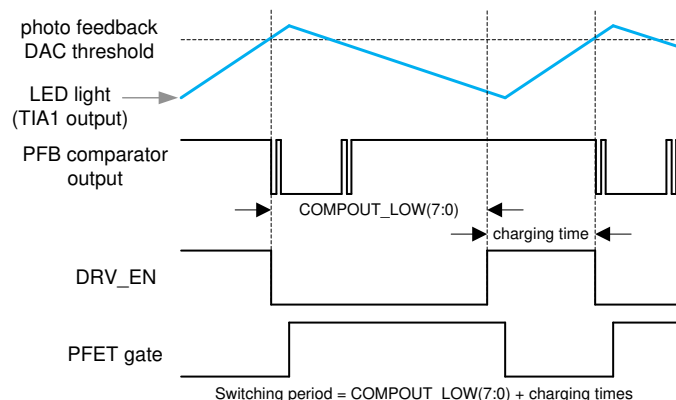 photo feedback
DAC threshold
LED light
(TIA1 output)
PFB comparator
output
COMPOUT_LOW(7:0)
charging time
DRV_EN
PFET gate
Switching period = COMPOUT_LOW(7:0) + charging times